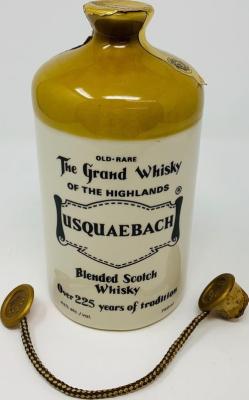 OLD-RARE
The Grand Whisky
OF THE HIGHLANDS ®
USQUAEBACH
Blended Scotch
Whisky
Over 225 years of tradition